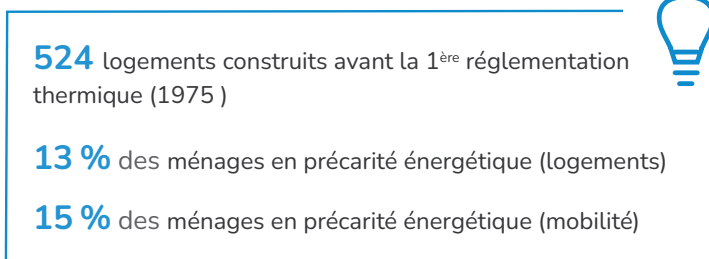 524 logements construits avant la 1ère réglementation
thermique (1975 )
13 % des ménages en précarité énergétique (logements)
15 % des ménages en précarité énergétique (mobilité)